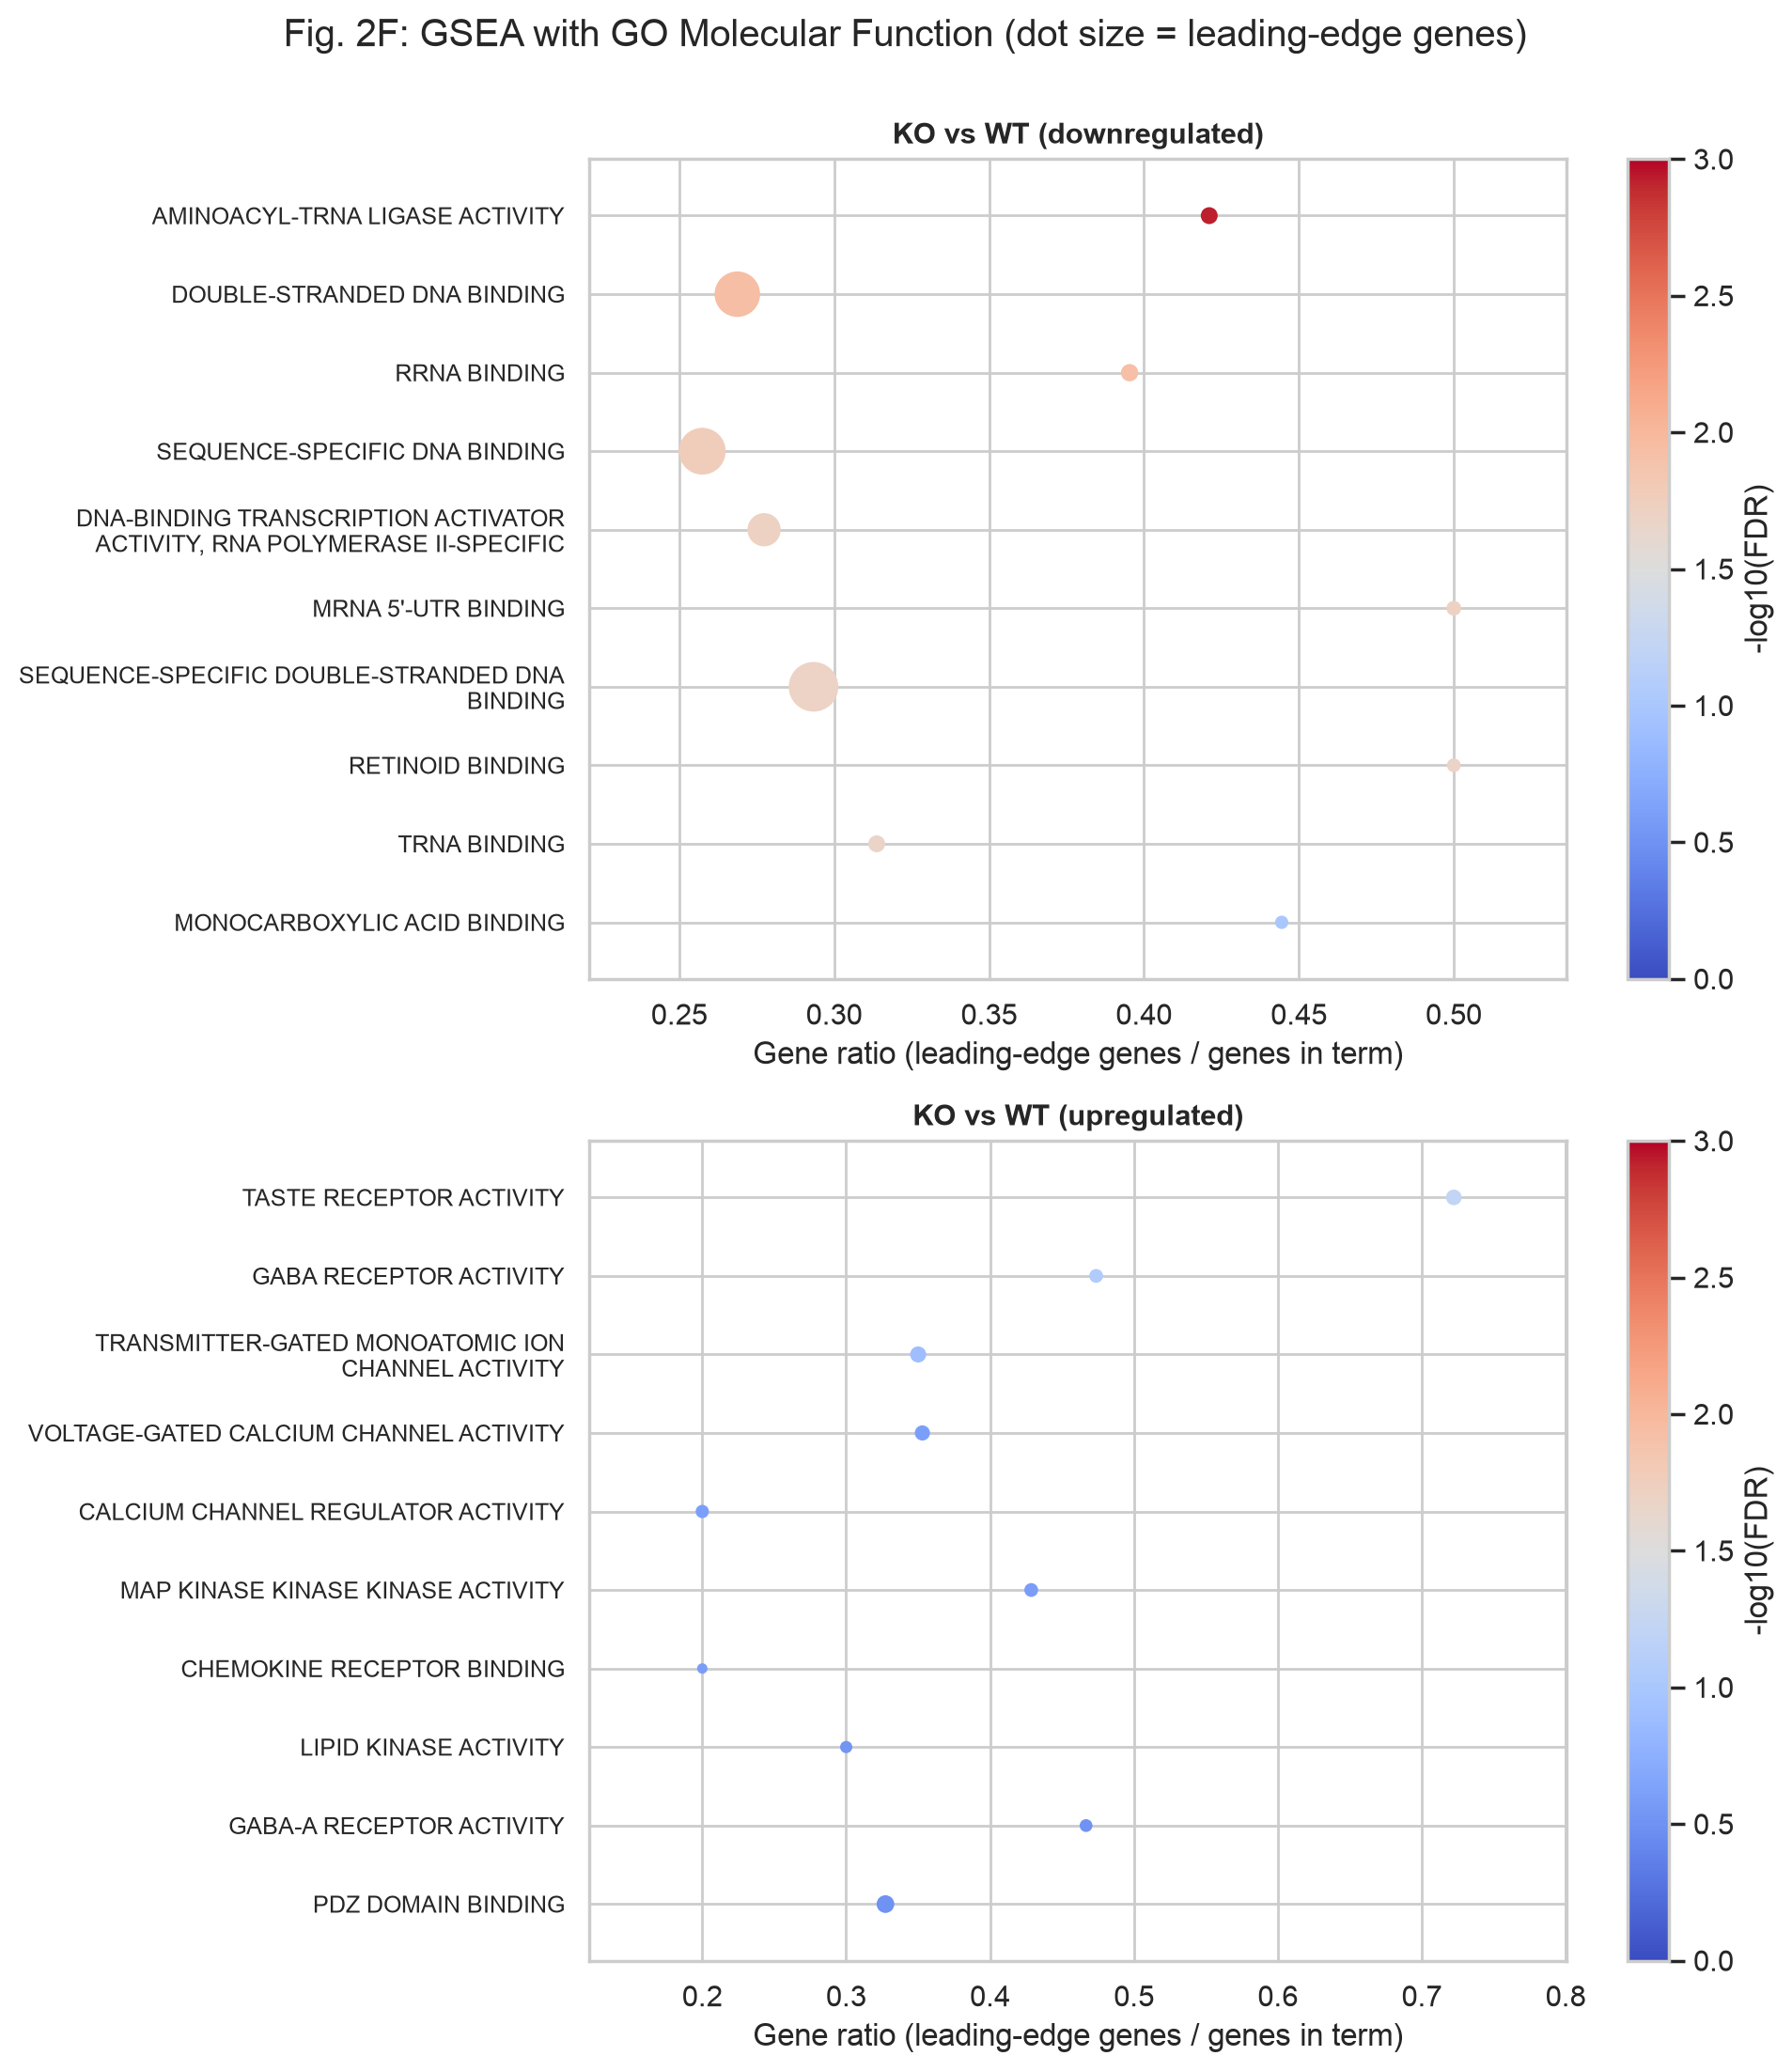 Fig. 2F: GSEA with GO Molecular Function (dot size = leading-edge genes)
KO vs WT (downregulated)
AMINOACYL-TRNA LIGASE ACTIVITY
DOUBLE-STRANDED DNA BINDING
RRNA BINDING
SEQUENCE-SPECIFIC DNA BINDING
DNA-BINDING TRANSCRIPTION ACTIVATOR
ACTIVITY, RNA POLYMERASE II-SPECIFIC
MRNA 5'-UTR BINDING
SEQUENCE-SPECIFIC DOUBLE-STRANDED DNA
BINDING
RETINOID BINDING
TRNA BINDING
MONOCARBOXYLIC ACID BINDING
0.25 0.30 0.35 0.40 0.45 0.50
Gene ratio (leading-edge genes / genes in term)
3.0
2.5
2.0
1.5
1.0
0.5
0.0
-log10(FDR)
KO vs WT (upregulated)
TASTE RECEPTOR ACTIVITY
GABA RECEPTOR ACTIVITY
TRANSMITTER-GATED MONOATOMIC ION
CHANNEL ACTIVITY
VOLTAGE-GATED CALCIUM CHANNEL ACTIVITY
CALCIUM CHANNEL REGULATOR ACTIVITY
MAP KINASE KINASE KINASE ACTIVITY
CHEMOKINE RECEPTOR BINDING
LIPID KINASE ACTIVITY
GABA-A RECEPTOR ACTIVITY
PDZ DOMAIN BINDING
0.2 0.3 0.4 0.5 0.6 0.7 0.8
Gene ratio (leading-edge genes / genes in term)
3.0
2.5
2.0
1.5
1.0
0.5
0.0
-log10(FDR)